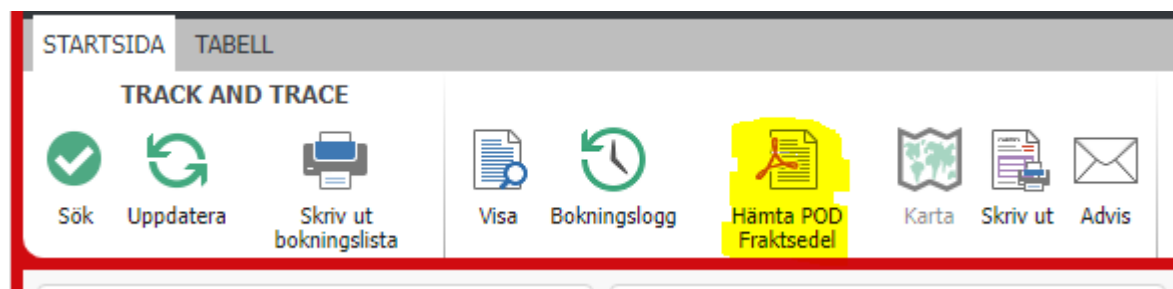 STARTSIDA TABELL
TRACK AND TRACE
Sök Uppdatera Skriv ut bokningslista Visa Bokningslogg Hämta POD Fraktsedel Karta Skriv ut Advis